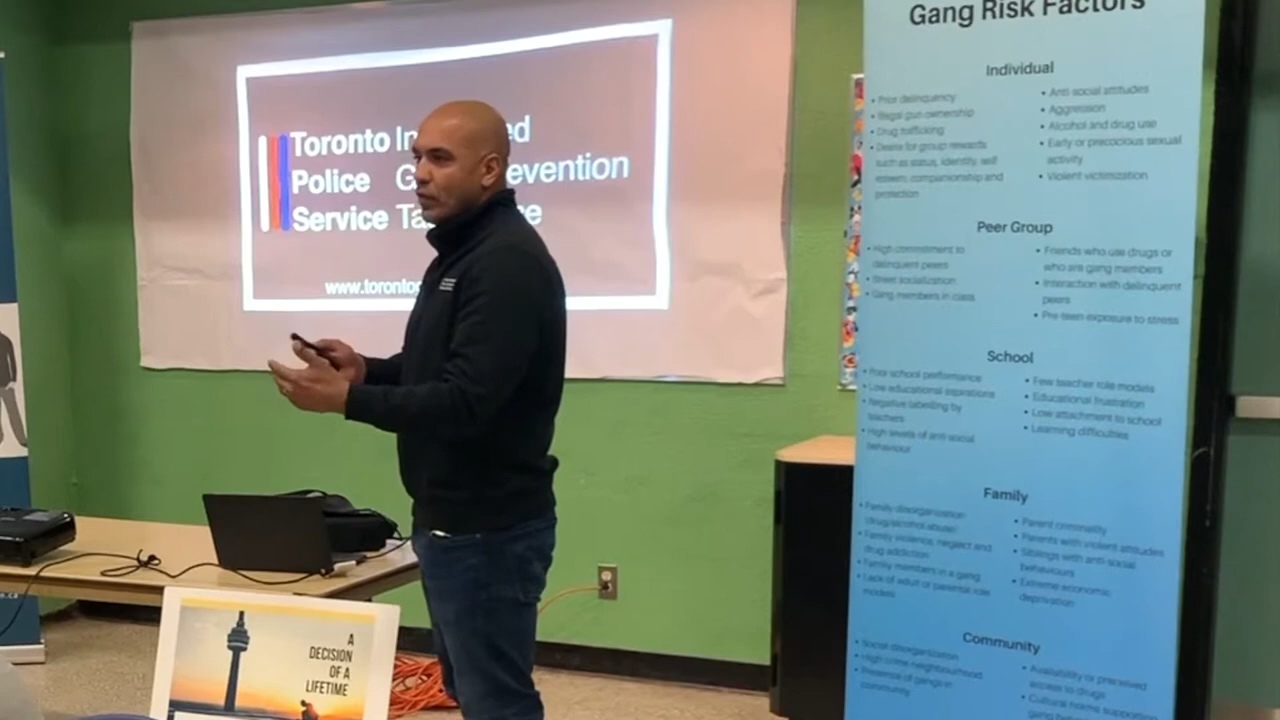 Toronto
Police
Service
www.toronto
evention
A
DECISION
OF A
LIFETIME
Gang Risk Factors
Individual
• Prior delinquency
• Illegal gun ownership
• Drug trafficking
• Desire for group rewards
such as status, identity, self
esteem, companionship and
protection
• Anti-social attitudes
• Aggression
• Alcohol and drug use
• Early or precocious sexual
activity
• Violent victimization
Peer Group
• High commitment to
delinquent peers
• Street socialization
• Gang members in class
• Friends who use drugs or
who are gang members
• Interaction with delinquent
peers
• Pre-teen exposure to stress
School
• Poor school performance
• Low educational aspirations
• Negative labelling by
teachers
• High levels of anti-social
behaviour
• Few teacher role models
• Educational frustration
• Low attachment to school
• Learning difficulties
Family
• Family disorganization
(drug/alcohol abuse)
• Family violence, neglect and
drug addiction
• Family members in a gang
• Lack of adult or parental role
models
• Parent criminality
• Parents with violent attitudes
• Siblings with anti-social
behaviours
• Extreme economic
deprivation
Community
• Social disorganization
• High crime neighbourhood
• Presence of gangs in
community
• Availability or perceived
access to drugs
• Cultural norms supporting